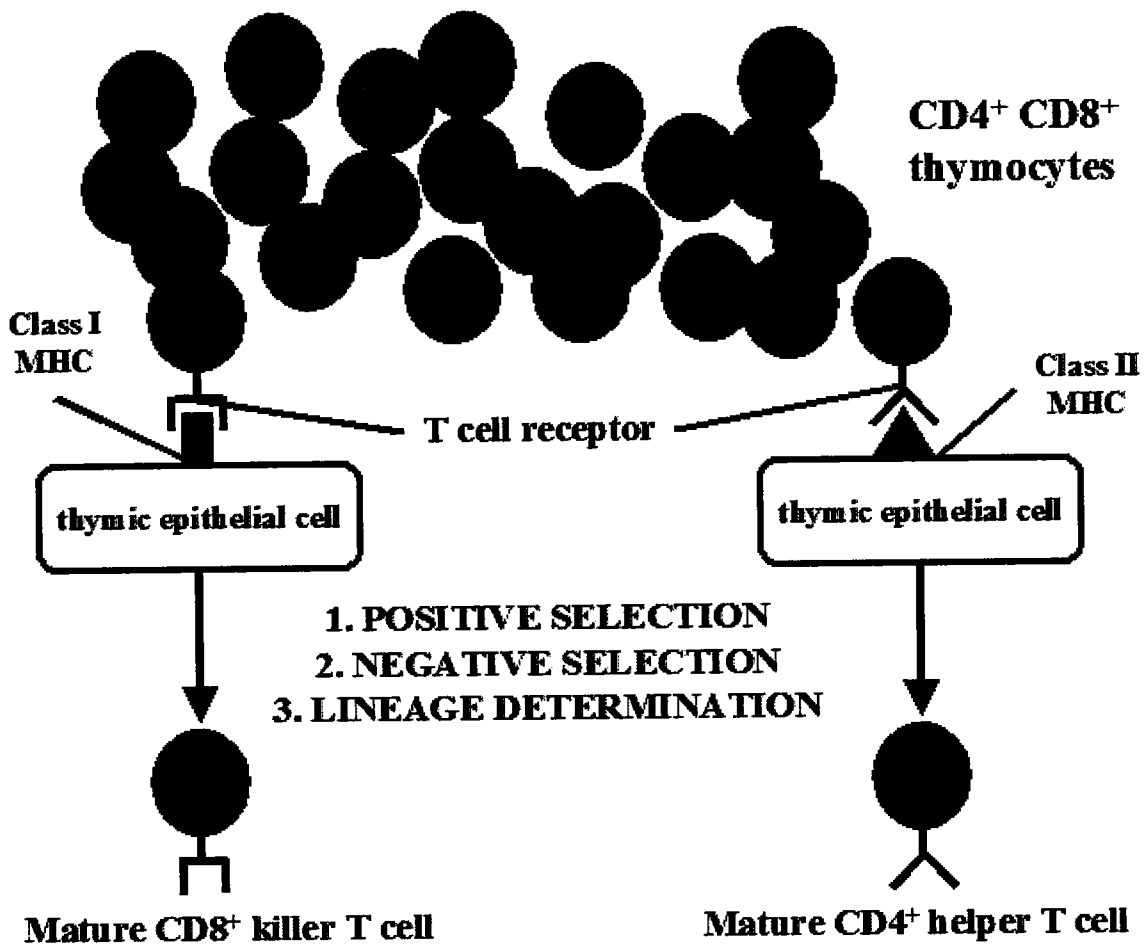 CD4⁺ CD8⁺
thymocytes
Class I
MHC
Class II
MHC
T cell receptor
thymic epithelial cell
thymic epithelial cell
1. POSITIVE SELECTION
2. NEGATIVE SELECTION
3. LINEAGE DETERMINATION
Mature CD8⁺ killer T cell
Mature CD4⁺ helper T cell